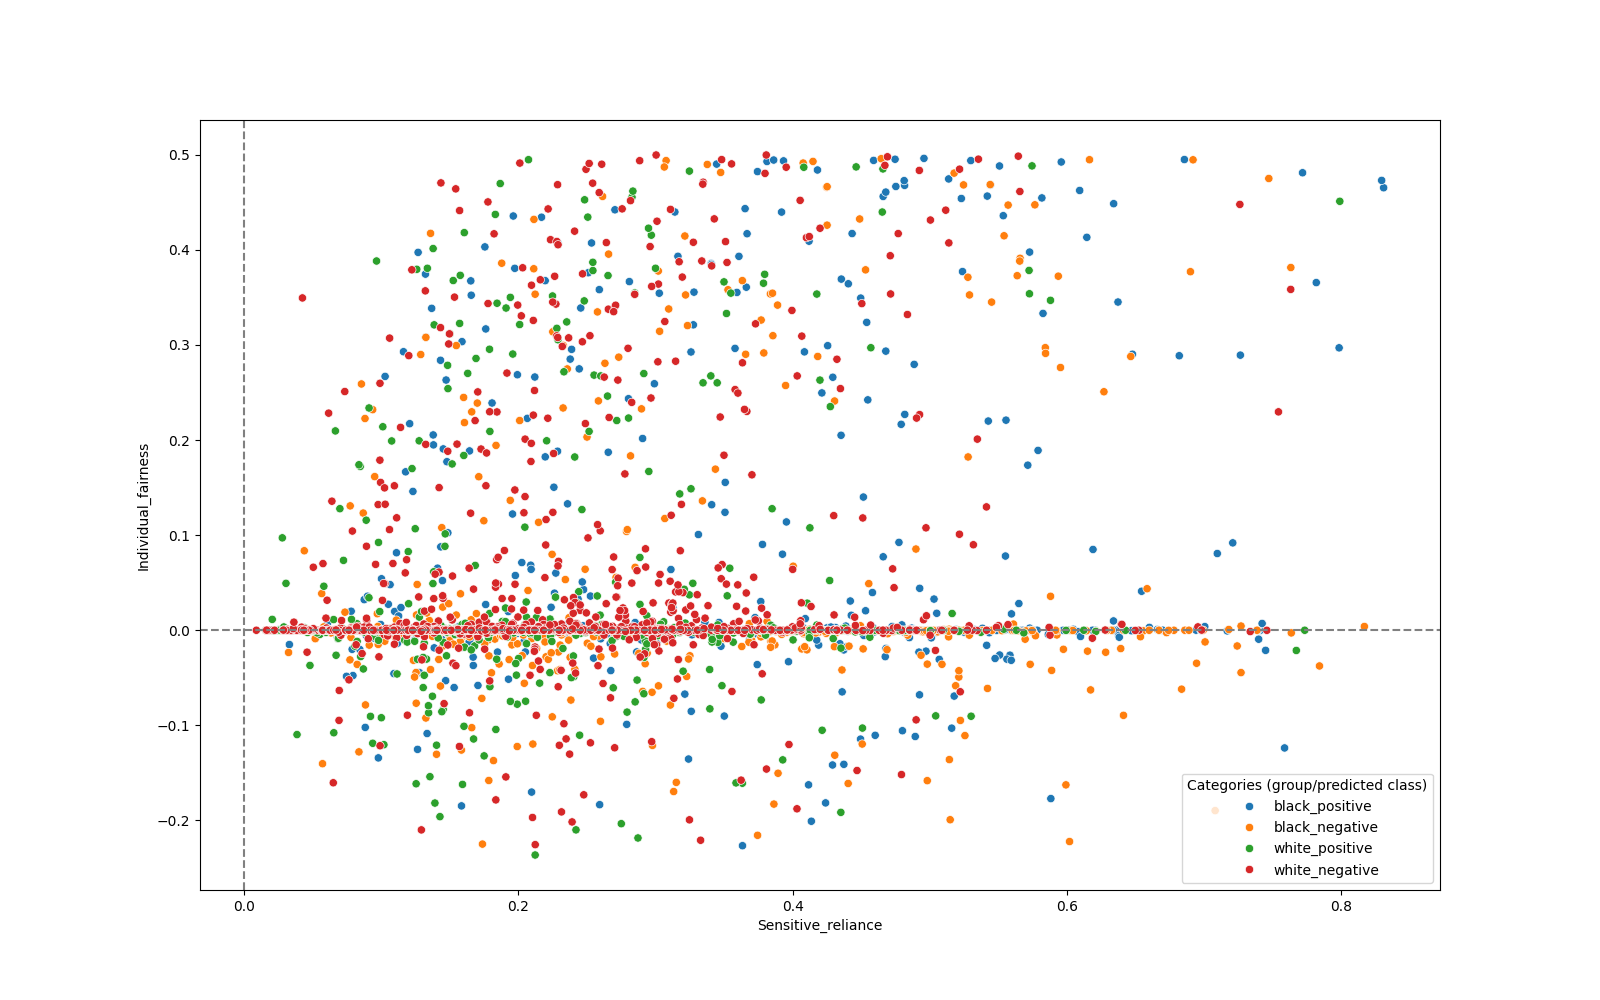 0.5
0.4
0.3
0.2
0.1
0.0
−0.1
−0.2
Individual_fairness
0.0 0.2 0.4 0.6 0.8
Sensitive_reliance
Categories (group/predicted class)
black_positive
black_negative
white_positive
white_negative